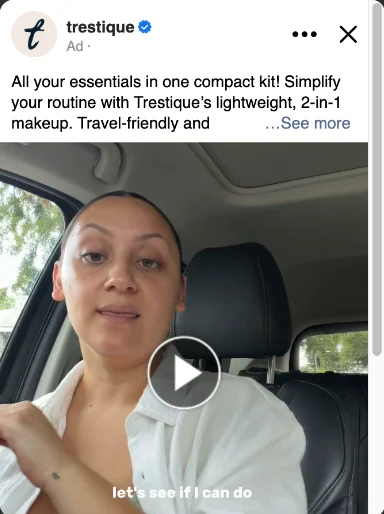 trestique
Ad ·
All your essentials in one compact kit! Simplify
your routine with Trestique’s lightweight, 2-in-1
makeup. Travel-friendly and …See more
let's see if I can do